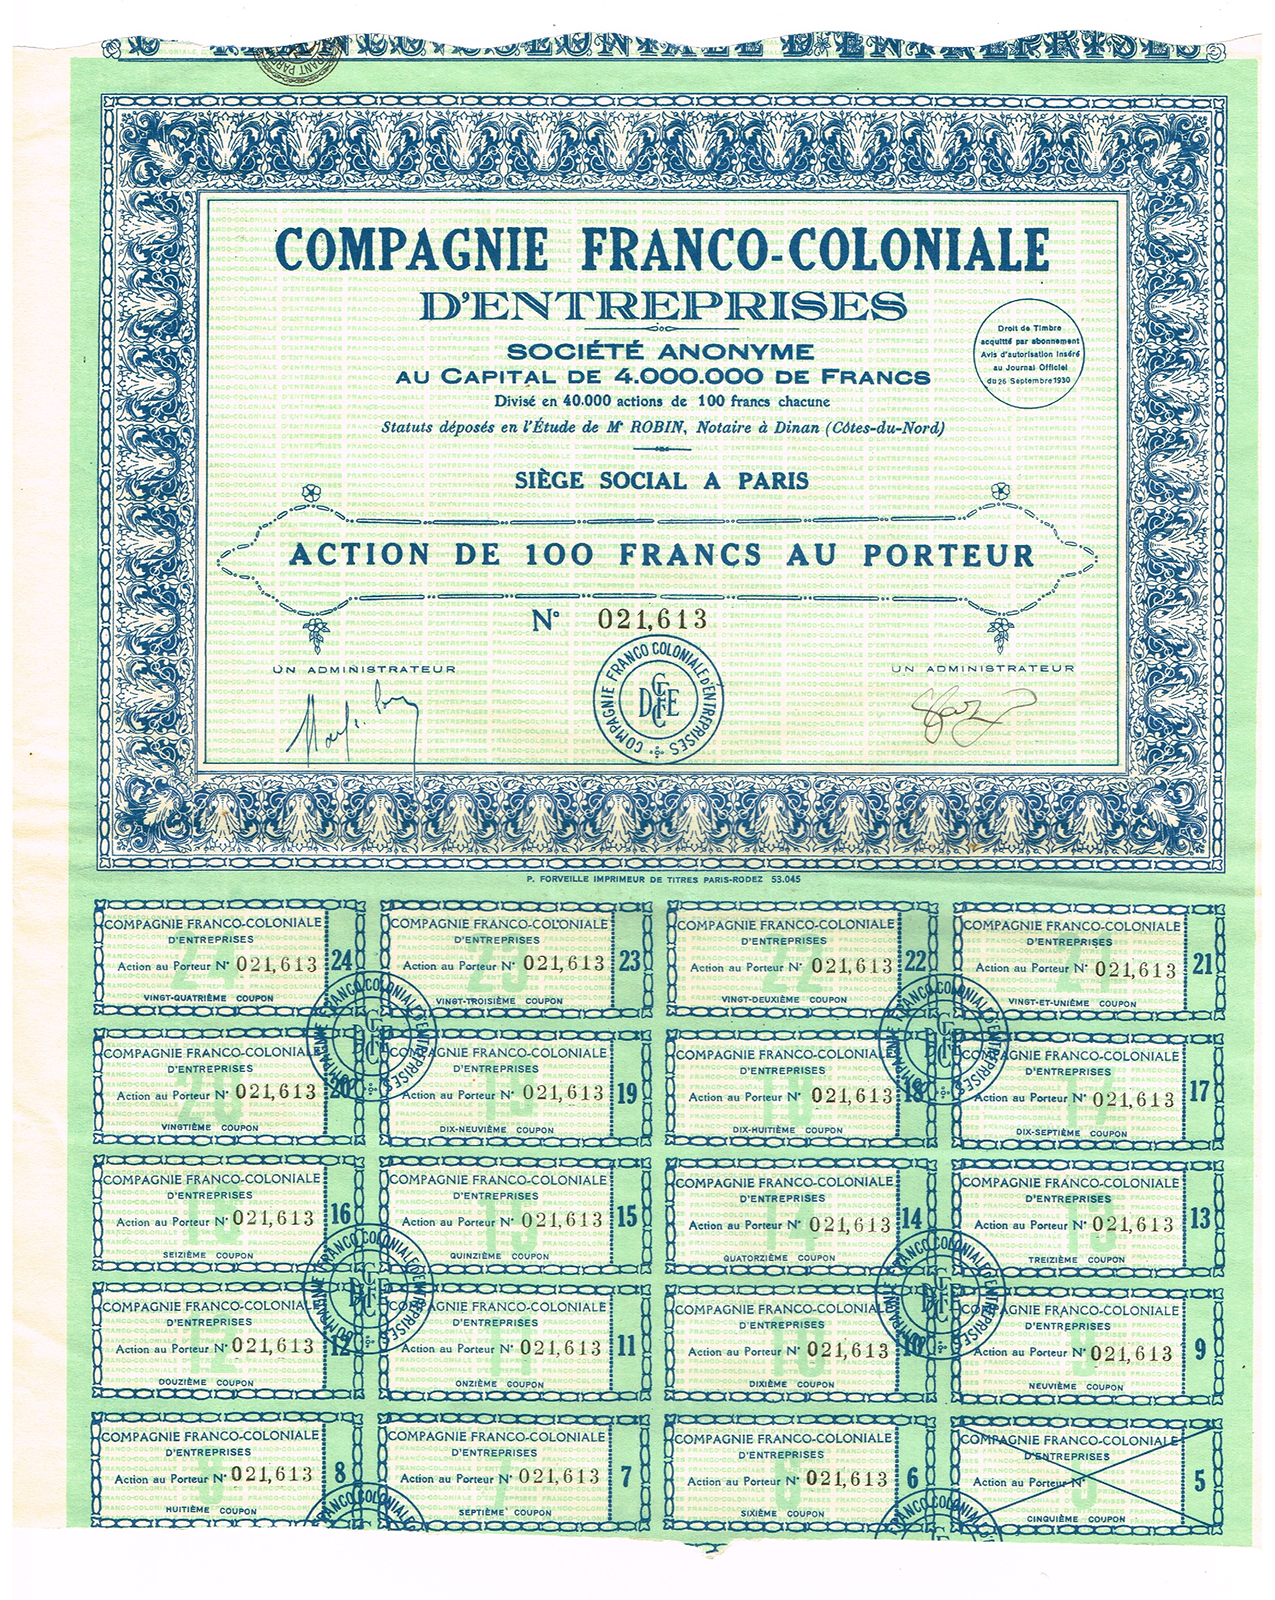 COMPAGNIE FRANCO-COLONIALE
D'ENTREPRISES
SOCIÉTÉ ANONYME
AU CAPITAL DE 4.000.000 DE FRANCS
Divisé en 40.000 actions de 100 francs chacune
Statuts déposés en l'Étude de Me ROBIN, Notaire à Dinan (Côtes-du-Nord)
Droit de Timbre
acquitté par abonnement
Avis d'autorisation inséré
au Journal Officiel
du 26 Septembre 1930
SIÈGE SOCIAL A PARIS
ACTION DE 100 FRANCS AU PORTEUR
N° 021,613
UN ADMINISTRATEUR
UN ADMINISTRATEUR
COMPAGNIE FRANCO COLONIALE D'ENTREPRISES
P. FORVEILLE IMPRIMEUR DE TITRES PARIS-RODEZ 53.045
COMPAGNIE FRANCO-COLONIALE
D'ENTREPRISES
Action au Porteur N° 021,613 24
VINGT-QUATRIÈME COUPON
COMPAGNIE FRANCO-COLONIALE
D'ENTREPRISES
Action au Porteur N° 021,613 23
VINGT-TROISIÈME COUPON
COMPAGNIE FRANCO-COLONIALE
D'ENTREPRISES
Action au Porteur N° 021,613 22
VINGT-DEUXIÈME COUPON
COMPAGNIE FRANCO-COLONIALE
D'ENTREPRISES
Action au Porteur N° 021,613 21
VINGT-ET-UNIÈME COUPON
COMPAGNIE FRANCO-COLONIALE
D'ENTREPRISES
Action au Porteur N° 021,613 20
VINGTIÈME COUPON
COMPAGNIE FRANCO-COLONIALE
D'ENTREPRISES
Action au Porteur N° 021,613 19
DIX-NEUVIÈME COUPON
COMPAGNIE FRANCO-COLONIALE
D'ENTREPRISES
Action au Porteur N° 021,613 18
DIX-HUITIÈME COUPON
COMPAGNIE FRANCO-COLONIALE
D'ENTREPRISES
Action au Porteur N° 021,613 17
DIX-SEPTIÈME COUPON
COMPAGNIE FRANCO-COLONIALE
D'ENTREPRISES
Action au Porteur N° 021,613 16
SEIZIÈME COUPON
COMPAGNIE FRANCO-COLONIALE
D'ENTREPRISES
Action au Porteur N° 021,613 15
QUINZIÈME COUPON
COMPAGNIE FRANCO-COLONIALE
D'ENTREPRISES
Action au Porteur N° 021,613 14
QUATORZIÈME COUPON
COMPAGNIE FRANCO-COLONIALE
D'ENTREPRISES
Action au Porteur N° 021,613 13
TREIZIÈME COUPON
COMPAGNIE FRANCO-COLONIALE
D'ENTREPRISES
Action au Porteur N° 021,613 12
DOUZIÈME COUPON
COMPAGNIE FRANCO-COLONIALE
D'ENTREPRISES
Action au Porteur N° 021,613 11
ONZIÈME COUPON
COMPAGNIE FRANCO-COLONIALE
D'ENTREPRISES
Action au Porteur N° 021,613 10
DIXIÈME COUPON
COMPAGNIE FRANCO-COLONIALE
D'ENTREPRISES
Action au Porteur N° 021,613 9
NEUVIÈME COUPON
COMPAGNIE FRANCO-COLONIALE
D'ENTREPRISES
Action au Porteur N° 021,613 8
HUITIÈME COUPON
COMPAGNIE FRANCO-COLONIALE
D'ENTREPRISES
Action au Porteur N° 021,613 7
SEPTIÈME COUPON
COMPAGNIE FRANCO-COLONIALE
D'ENTREPRISES
Action au Porteur N° 021,613 6
SIXIÈME COUPON
COMPAGNIE FRANCO-COLONIALE
D'ENTREPRISES
Action au Porteur N° 5
CINQUIÈME COUPON